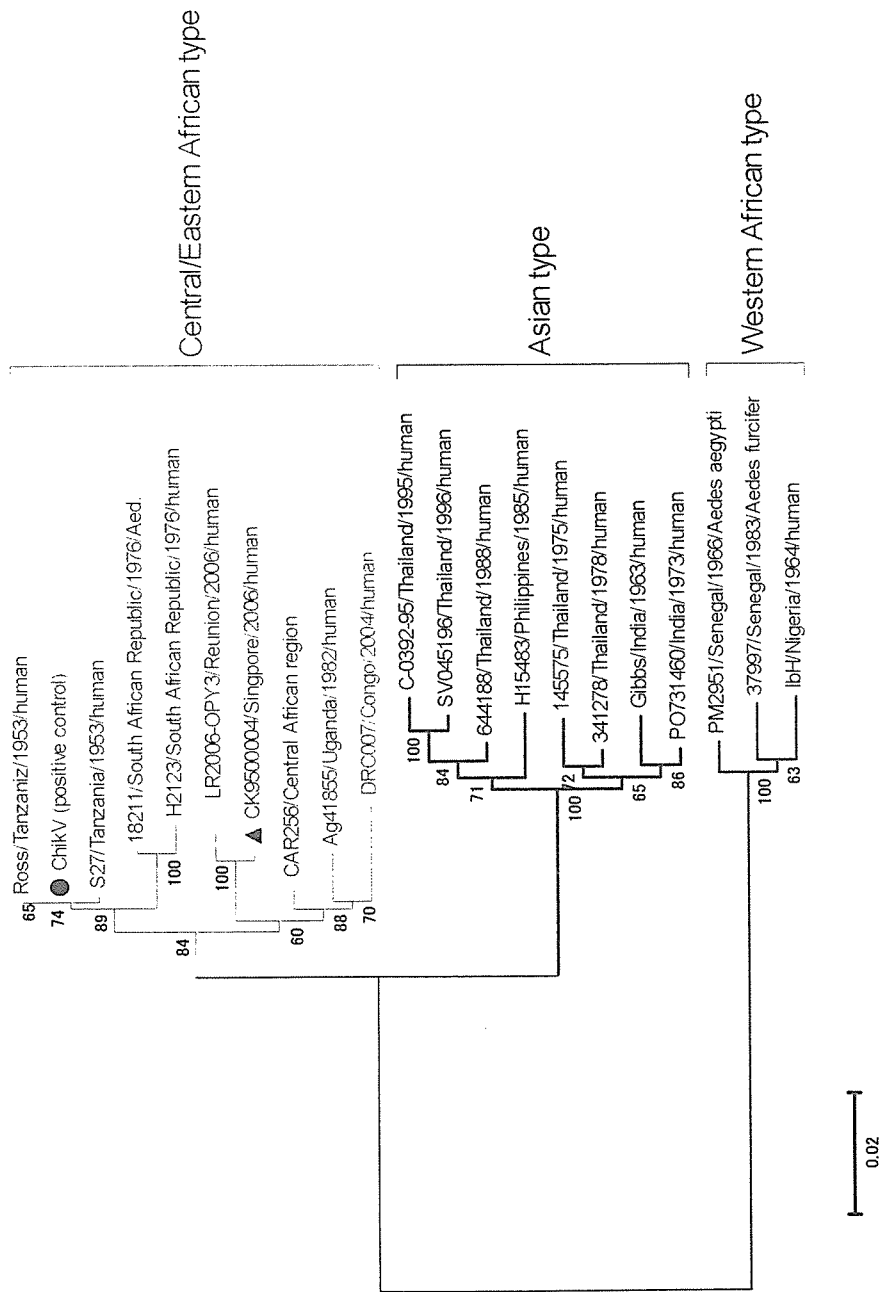 65
Ross/Tanzaniz/1953/human
74
ChikV (positive control)
S27/Tanzania/1953/human
89
18211/South African Republic/1976/Aed.
100
H2123/South African Republic/1976/human
84
LR2006-OPY3/Reunion/2006/human
100
CK9500004/Singpore/2006/human
CAR256/Central African region
60
Ag41855/Uganda/1982/human
88
DRC007/Congo/2004/human
70
Central/Eastern African type
C-0392-95/Thailand/1995/human
100
SV045196/Thailand/1996/human
84
644188/Thailand/1988/human
H15483/Philippines/1985/human
71
145575/Thailand/1975/human
72
341278/Thailand/1978/human
100
Gibbs/India/1963/human
65
PO731460/India/1973/human
86
Asian type
PM2951/Senegal/1966/Aedes aegypti
37997/Senegal/1983/Aedes furcifer
100
IbH/Nigeria/1964/human
63
Western African type
0.02